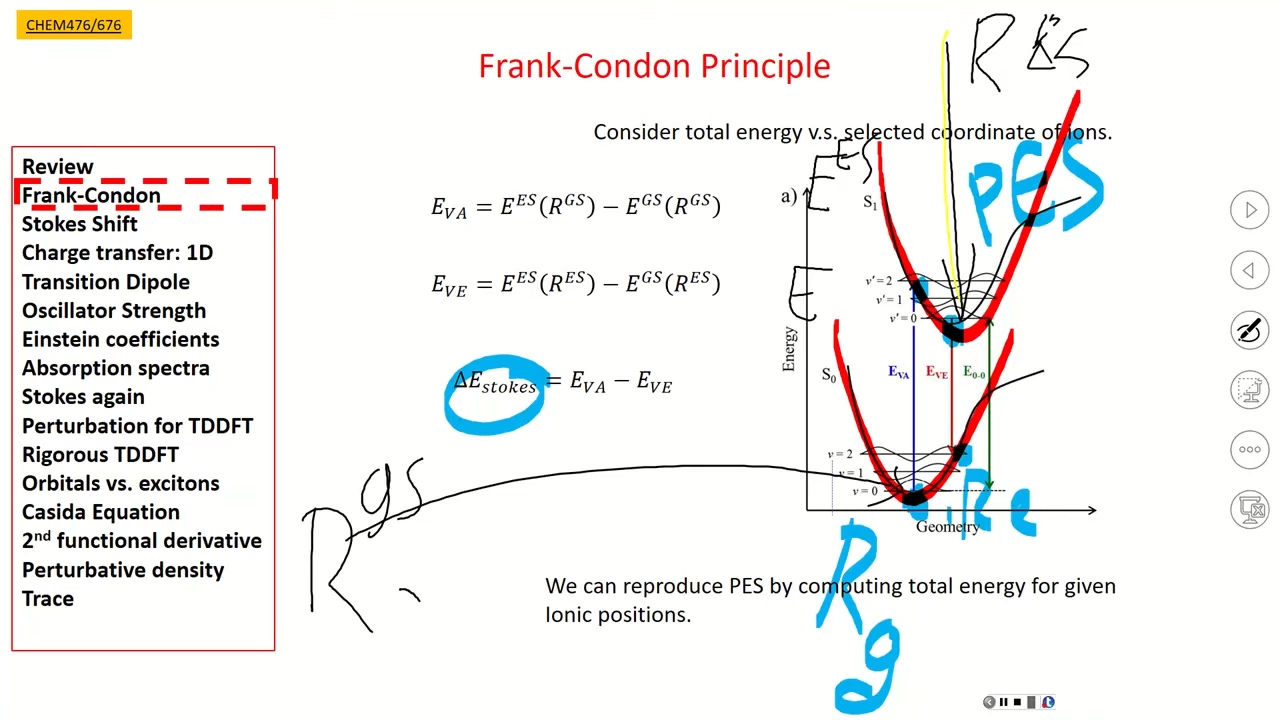 CHEM476/676
Frank-Condon Principle
Consider total energy v.s. selected coordinate of ions.
Review
Frank-Condon
Stokes Shift
Charge transfer: 1D
Transition Dipole
Oscillator Strength
Einstein coefficients
Absorption spectra
Stokes again
Perturbation for TDDFT
Rigorous TDDFT
Orbitals vs. excitons
Casida Equation
2nd functional derivative
Perturbative density
Trace
E_VA = E^ES(R^GS) − E^GS(R^GS)
E_VE = E^ES(R^ES) − E^GS(R^ES)
ΔE_stokes = E_VA − E_VE
R^gs
R
PES
E^ES
a)
S₁
v' = 2
v' = 1
v' = 0
E
Energy
E_VA
E_VE
E_0-0
S₀
v = 2
v = 1
v = 0
Re
Geometry
Rg
We can reproduce PES by computing total energy for given
Ionic positions.